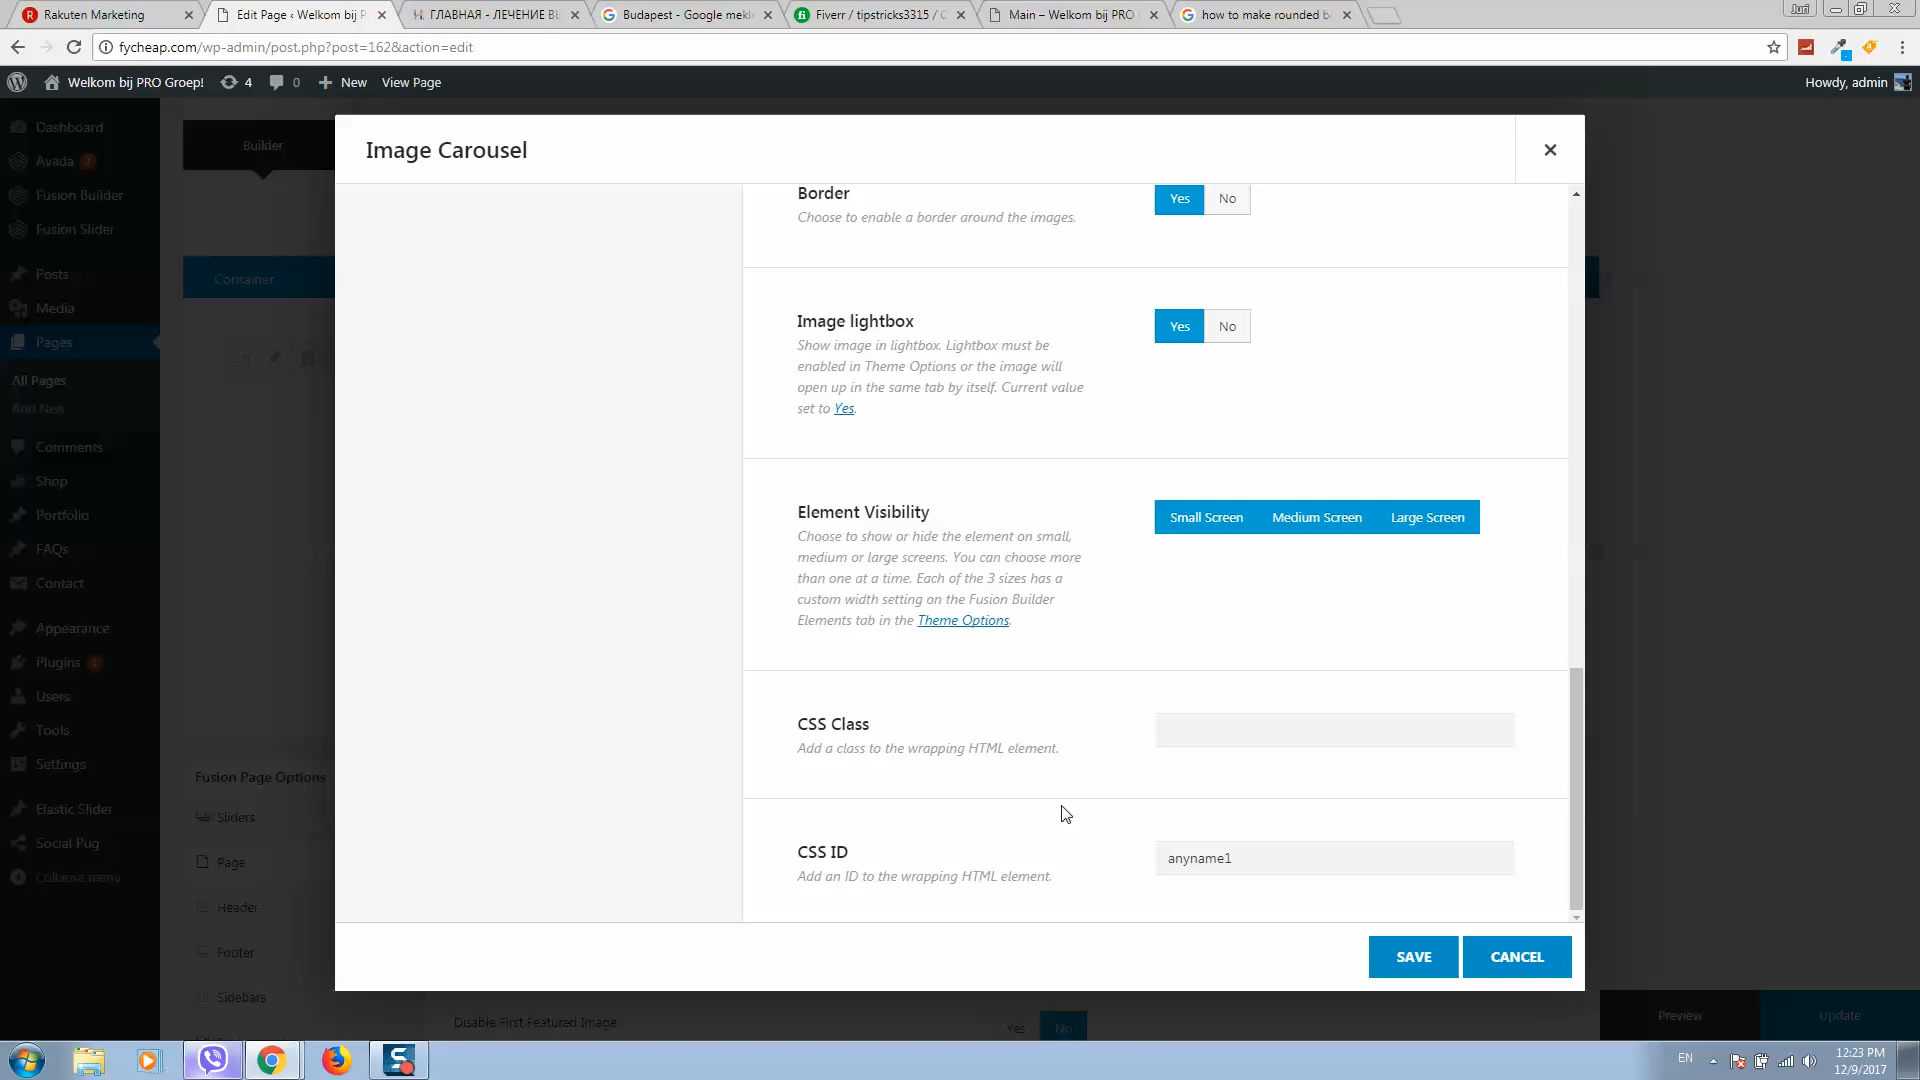 Rakuten Marketing
Edit Page ‹ Welkom bij P
ГЛАВНАЯ - ЛЕЧЕНИЕ ВЕ
Budapest - Google mekle
Fiverr / tipstricks3315 / C
Main – Welkom bij PRO
how to make rounded b
Juri
fycheap.com/wp-admin/post.php?post=162&action=edit
Welkom bij PRO Groep!
4
0
New
View Page
Howdy, admin
Dashboard
Avada 3
Fusion Builder
Fusion Slider
Posts
Media
Pages
All Pages
Add New
Comments
Shop
Portfolio
FAQs
Contact
Appearance
Plugins 1
Users
Tools
Settings
Elastic Slider
Social Pug
Collapse menu
Builder
Container
Fusion Page Options
Sliders
Page
Header
Footer
Sidebars
Image Carousel
Border
Choose to enable a border around the images.
Yes
No
Image lightbox
Show image in lightbox. Lightbox must be
enabled in Theme Options or the image will
open up in the same tab by itself. Current value
set to Yes.
Yes
No
Element Visibility
Choose to show or hide the element on small,
medium or large screens. You can choose more
than one at a time. Each of the 3 sizes has a
custom width setting on the Fusion Builder
Elements tab in the Theme Options.
Small Screen
Medium Screen
Large Screen
CSS Class
Add a class to the wrapping HTML element.
CSS ID
Add an ID to the wrapping HTML element.
anyname1
SAVE
CANCEL
Disable First Featured Image
Yes
No
Preview
Update
EN
12:23 PM
12/9/2017